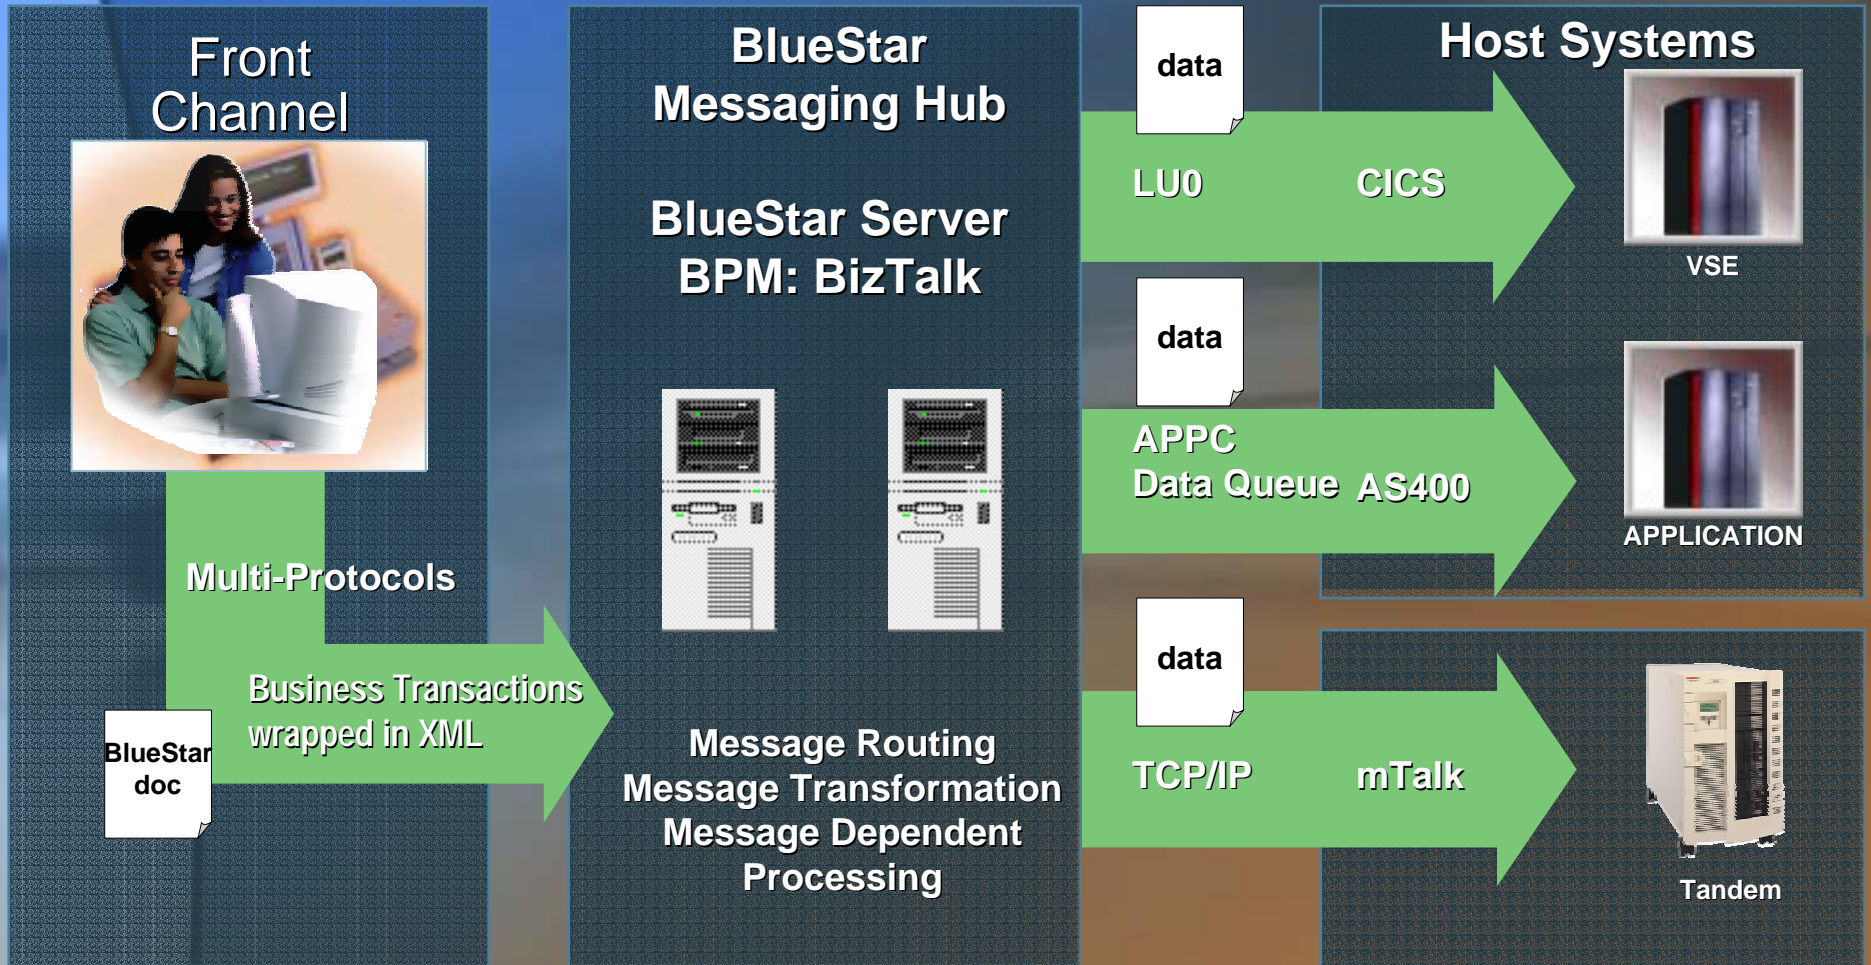 Front
Channel
Multi-Protocols
Business Transactions
wrapped in XML
BlueStar
doc
BlueStar
Messaging Hub
BlueStar Server
BPM: BizTalk
Message Routing
Message Transformation
Message Dependent
Processing
Host Systems
data
LU0 CICS
VSE
data
APPC
Data Queue AS400
APPLICATION
data
TCP/IP mTalk
Tandem